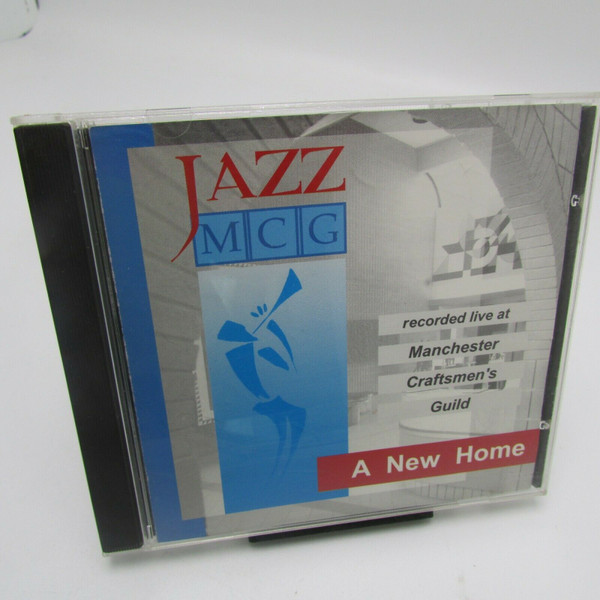 JAZZ
MCG
recorded live at
Manchester
Craftsmen's
Guild
A New Home